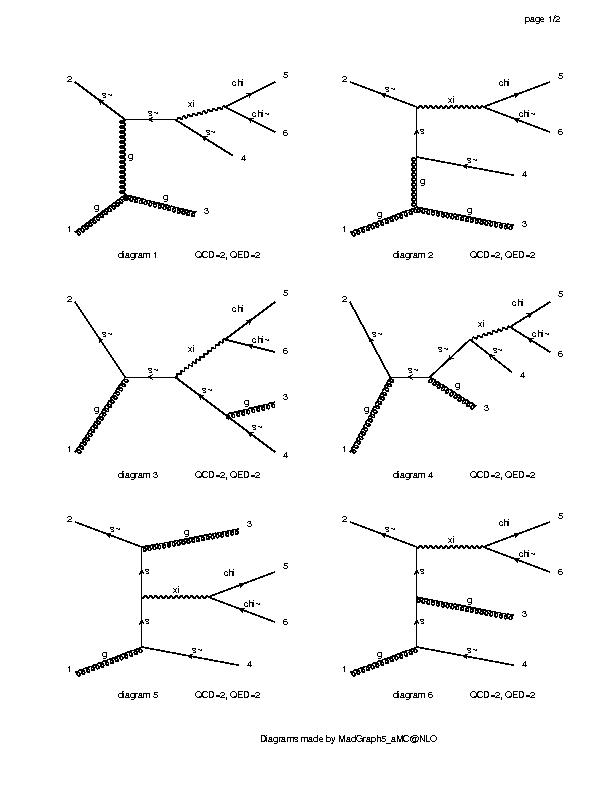 page 1/2
2
s~
s~
xi
chi
5
chi~
6
s~
4
g
g
g
3
1
diagram 1 QCD=2, QED=2
2
s~
xi
chi
5
chi~
6
s
s~
4
g
g
g
3
1
diagram 2 QCD=2, QED=2
2
s~
s~
xi
chi
5
chi~
6
s~
g
3
s~
4
g
1
diagram 3 QCD=2, QED=2
2
s~
s~
s~
xi
chi
5
chi~
6
s~
4
g
3
g
1
diagram 4 QCD=2, QED=2
2
s~
g
3
s
xi
chi
5
chi~
6
s
s~
4
g
1
diagram 5 QCD=2, QED=2
2
s~
xi
chi
5
chi~
6
s
g
3
s
s~
4
g
1
diagram 6 QCD=2, QED=2
Diagrams made by MadGraph5_aMC@NLO